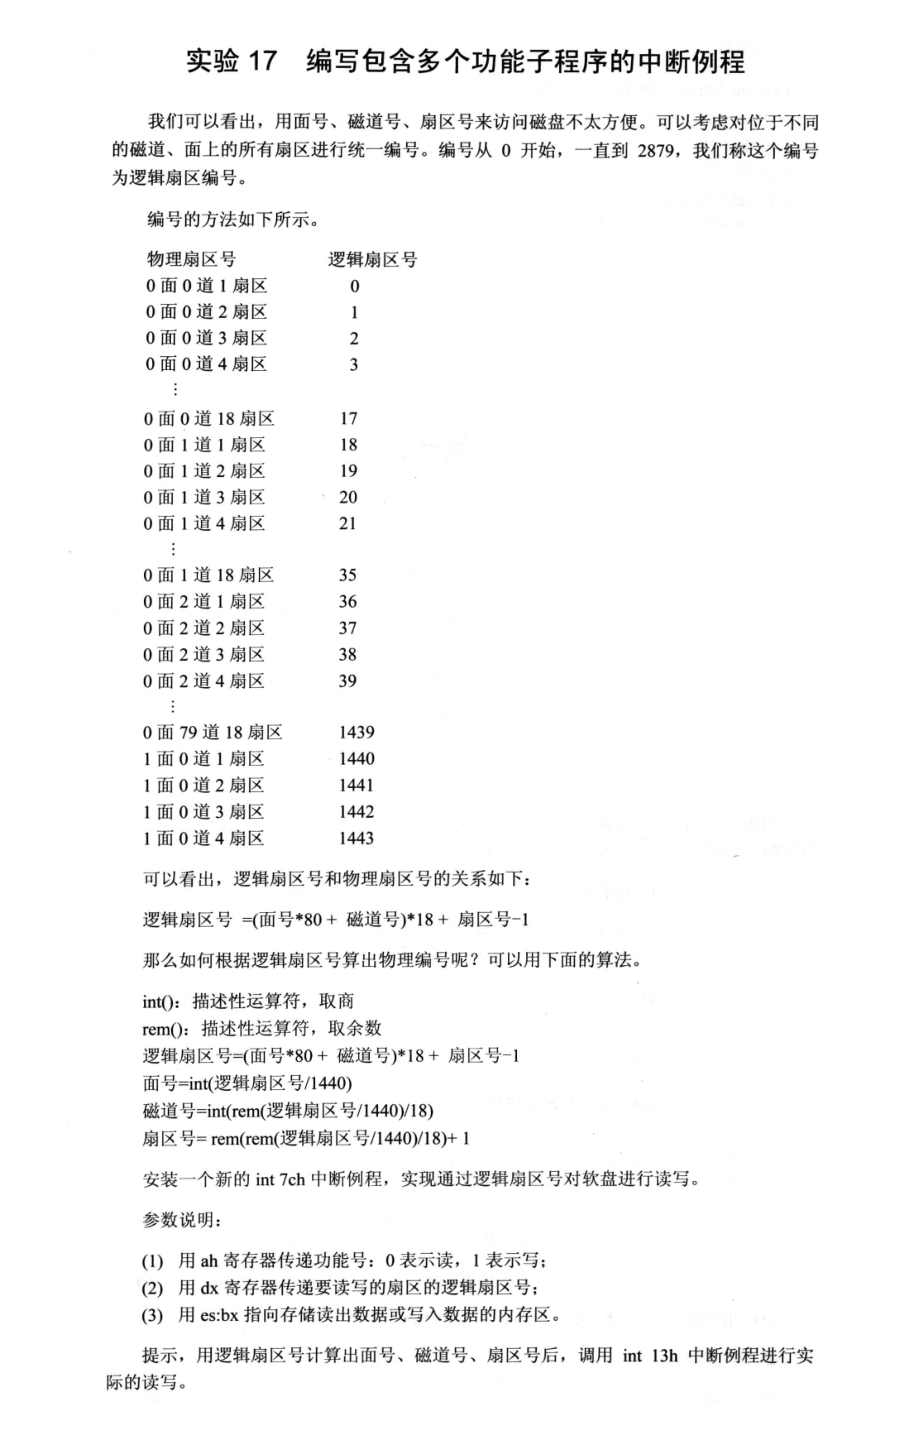 实验 17 编写包含多个功能子程序的中断例程
我们可以看出，用面号、磁道号、扇区号来访问磁盘不太方便。可以考虑对位于不同
的磁道、面上的所有扇区进行统一编号。编号从 0 开始，一直到 2879，我们称这个编号
为逻辑扇区编号。
编号的方法如下所示。
物理扇区号 逻辑扇区号
0 面 0 道 1 扇区 0
0 面 0 道 2 扇区 1
0 面 0 道 3 扇区 2
0 面 0 道 4 扇区 3
⋮
0 面 0 道 18 扇区 17
0 面 1 道 1 扇区 18
0 面 1 道 2 扇区 19
0 面 1 道 3 扇区 20
0 面 1 道 4 扇区 21
⋮
0 面 1 道 18 扇区 35
0 面 2 道 1 扇区 36
0 面 2 道 2 扇区 37
0 面 2 道 3 扇区 38
0 面 2 道 4 扇区 39
⋮
0 面 79 道 18 扇区 1439
1 面 0 道 1 扇区 1440
1 面 0 道 2 扇区 1441
1 面 0 道 3 扇区 1442
1 面 0 道 4 扇区 1443
可以看出，逻辑扇区号和物理扇区号的关系如下：
逻辑扇区号 =(面号*80 + 磁道号)*18 + 扇区号-1
那么如何根据逻辑扇区号算出物理编号呢？可以用下面的算法。
int()：描述性运算符，取商
rem()：描述性运算符，取余数
逻辑扇区号=(面号*80 + 磁道号)*18 + 扇区号-1
面号=int(逻辑扇区号/1440)
磁道号=int(rem(逻辑扇区号/1440)/18)
扇区号= rem(rem(逻辑扇区号/1440)/18)+ 1
安装一个新的 int 7ch 中断例程，实现通过逻辑扇区号对软盘进行读写。
参数说明：
(1) 用 ah 寄存器传递功能号：0 表示读，1 表示写；
(2) 用 dx 寄存器传递要读写的扇区的逻辑扇区号；
(3) 用 es:bx 指向存储读出数据或写入数据的内存区。
提示，用逻辑扇区号计算出面号、磁道号、扇区号后，调用 int 13h 中断例程进行实
际的读写。